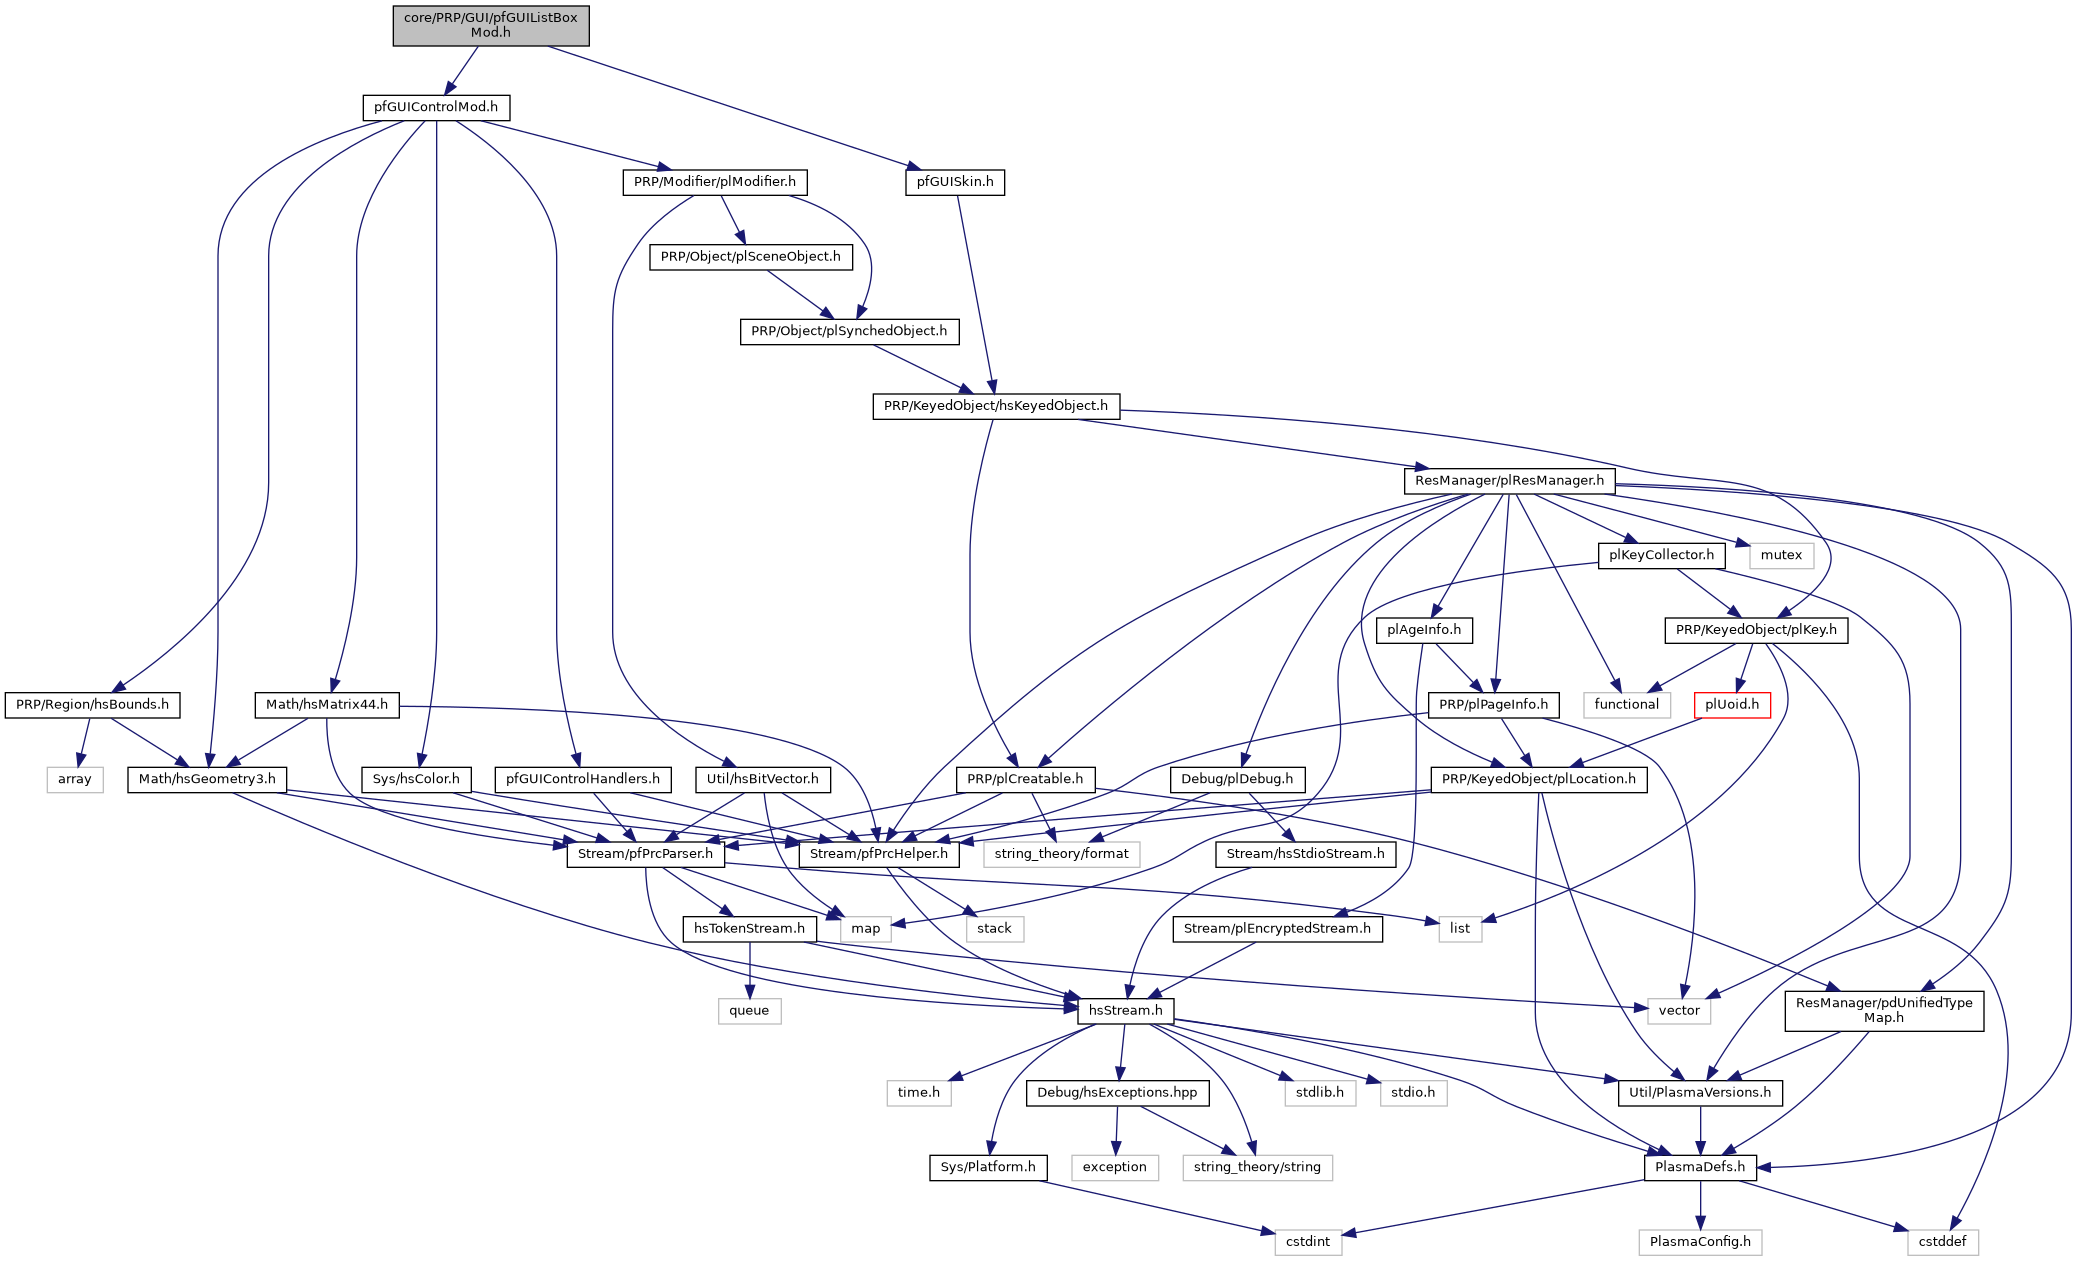 core/PRP/GUI/pfGUIListBox
Mod.h
pfGUIControlMod.h
PRP/Modifier/plModifier.h
pfGUISkin.h
PRP/Object/plSceneObject.h
PRP/Object/plSynchedObject.h
PRP/KeyedObject/hsKeyedObject.h
ResManager/plResManager.h
plKeyCollector.h
mutex
plAgeInfo.h
PRP/KeyedObject/plKey.h
PRP/Region/hsBounds.h
Math/hsMatrix44.h
PRP/plPageInfo.h
functional
plUoid.h
array
Math/hsGeometry3.h
Sys/hsColor.h
pfGUIControlHandlers.h
Util/hsBitVector.h
PRP/plCreatable.h
Debug/plDebug.h
PRP/KeyedObject/plLocation.h
Stream/pfPrcParser.h
Stream/pfPrcHelper.h
string_theory/format
Stream/hsStdioStream.h
hsTokenStream.h
map
stack
Stream/plEncryptedStream.h
list
queue
hsStream.h
vector
ResManager/pdUnifiedType
Map.h
time.h
Debug/hsExceptions.hpp
stdlib.h
stdio.h
Util/PlasmaVersions.h
Sys/Platform.h
exception
string_theory/string
PlasmaDefs.h
cstdint
PlasmaConfig.h
cstddef